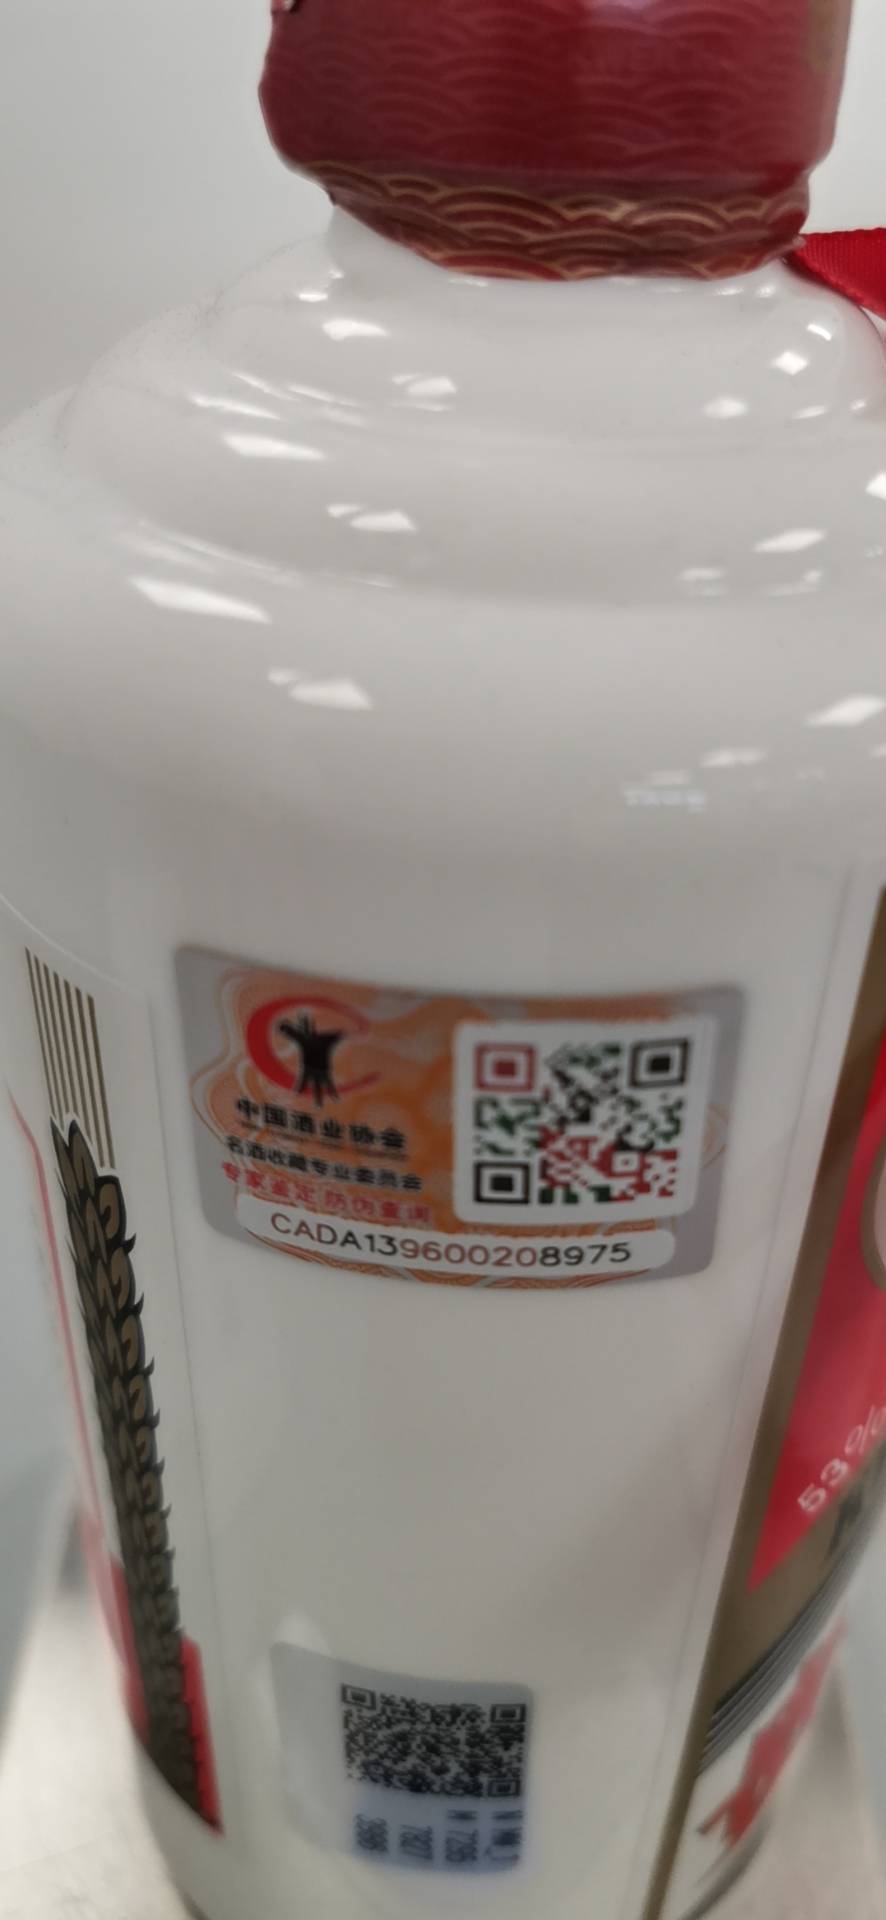 中国酒业协会
名酒收藏专业委员会
专家鉴定 防伪查询
CADA139600208975
53%